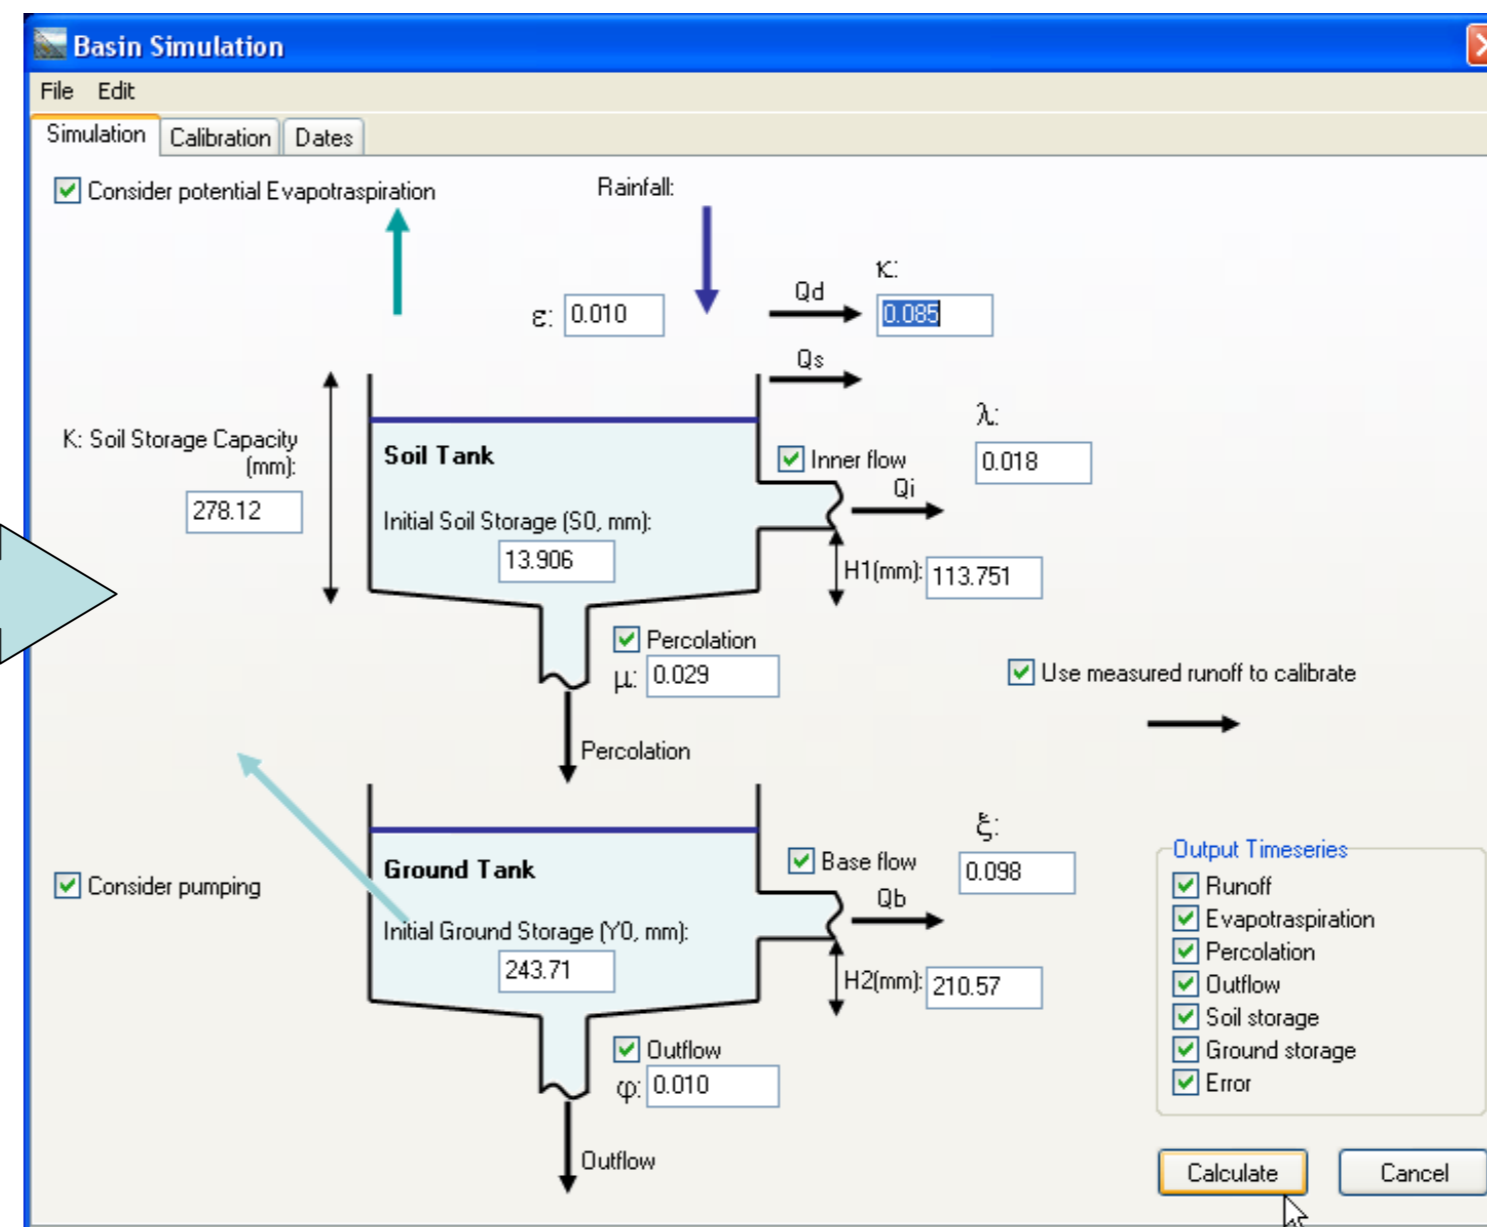 Basin Simulation
File Edit
Simulation Calibration Dates
Consider potential Evapotraspiration
Rainfall:
κ:
Qd
ε: 0.010
0.085
Qs
λ:
K: Soil Storage Capacity
(mm):
278.12
Soil Tank
Inner flow
0.018
Qi
Initial Soil Storage (S0, mm):
13.906
H1(mm): 113.751
Percolation
μ: 0.029
Use measured runoff to calibrate
Percolation
ξ:
Consider pumping
Ground Tank
Base flow
0.098
Qb
Initial Ground Storage (Y0, mm):
243.71
H2(mm): 210.57
Outflow
φ: 0.010
Outflow
Output Timeseries
Runoff
Evapotraspiration
Percolation
Outflow
Soil storage
Ground storage
Error
Calculate Cancel